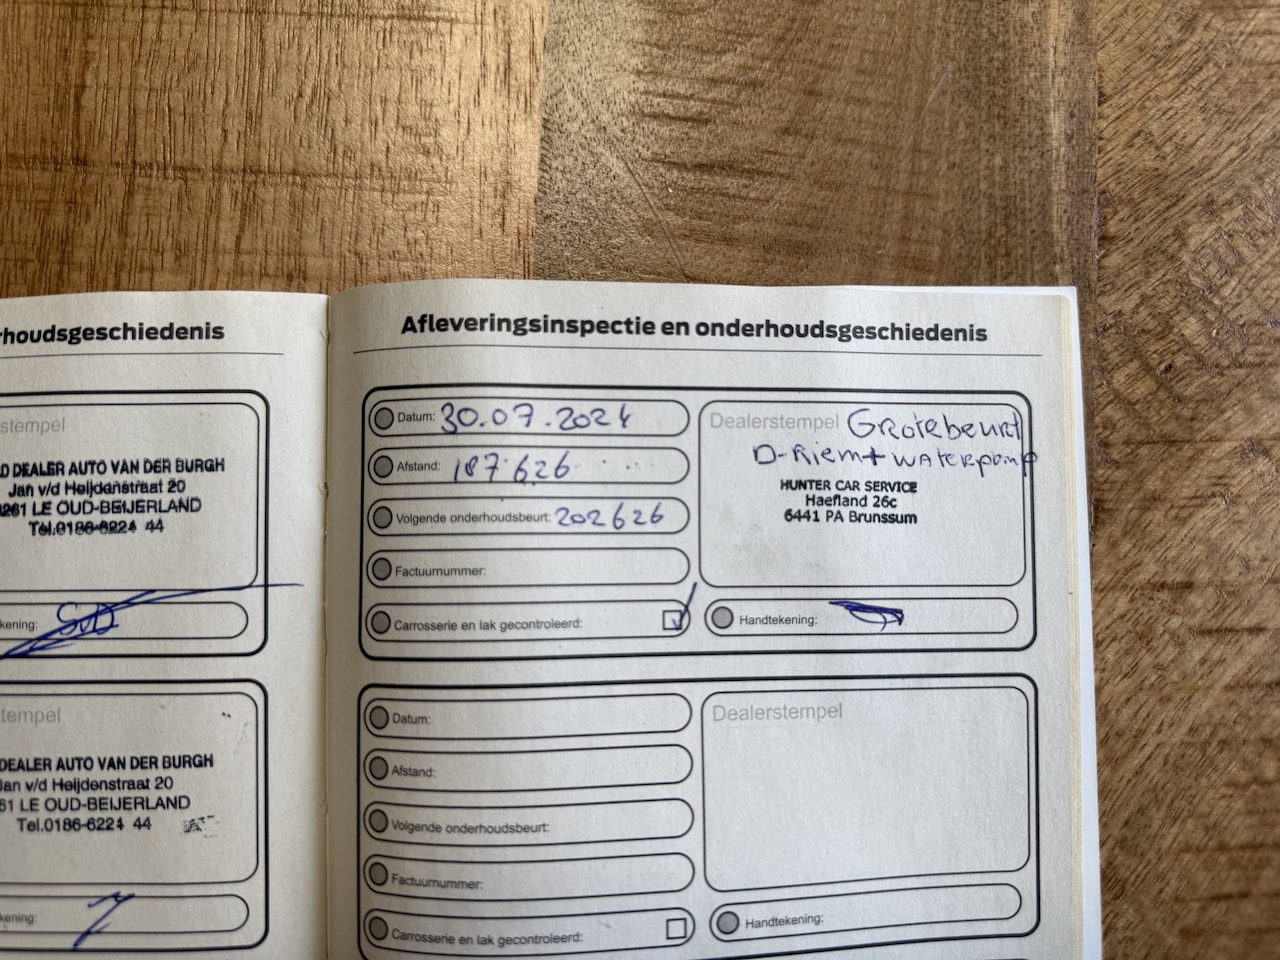 rhoudsgeschiedenis
stempel
D DEALER AUTO VAN DER BURGH
Jan v/d Heijdenstraat 20
3261 LE OUD-BEIJERLAND
Tel.0186-6224 44
kening: SvD
tempel
DEALER AUTO VAN DER BURGH
Jan v/d Heijdenstraat 20
61 LE OUD-BEIJERLAND
Tel.0186-6224 44
kening:
Afleveringsinspectie en onderhoudsgeschiedenis
Datum: 30.07.2024
Afstand: 187626
Volgende onderhoudsbeurt: 202626
Factuurnummer:
Carrosserie en lak gecontroleerd:
Dealerstempel Grotebeurt
D-Riem+waterpomp
HUNTER CAR SERVICE
Haefland 26c
6441 PA Brunssum
Handtekening:
Datum:
Afstand:
Volgende onderhoudsbeurt:
Factuurnummer:
Carrosserie en lak gecontroleerd:
Dealerstempel
Handtekening: